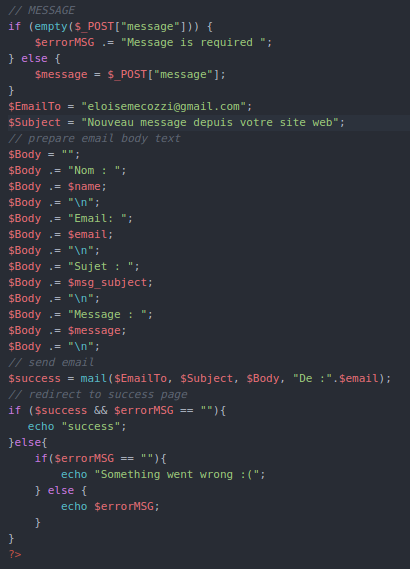 // MESSAGE
if (empty($_POST["message"])) {
    $errorMSG .= "Message is required ";
} else {
    $message = $_POST["message"];
}
$EmailTo = "eloisemecozzi@gmail.com";
$Subject = "Nouveau message depuis votre site web";
// prepare email body text
$Body = "";
$Body .= "Nom : ";
$Body .= $name;
$Body .= "\n";
$Body .= "Email: ";
$Body .= $email;
$Body .= "\n";
$Body .= "Sujet : ";
$Body .= $msg_subject;
$Body .= "\n";
$Body .= "Message : ";
$Body .= $message;
$Body .= "\n";
// send email
$success = mail($EmailTo, $Subject, $Body, "De :".$email);
// redirect to success page
if ($success && $errorMSG == ""){
   echo "success";
}else{
    if($errorMSG == ""){
        echo "Something went wrong :(";
    } else {
        echo $errorMSG;
    }
}
?>